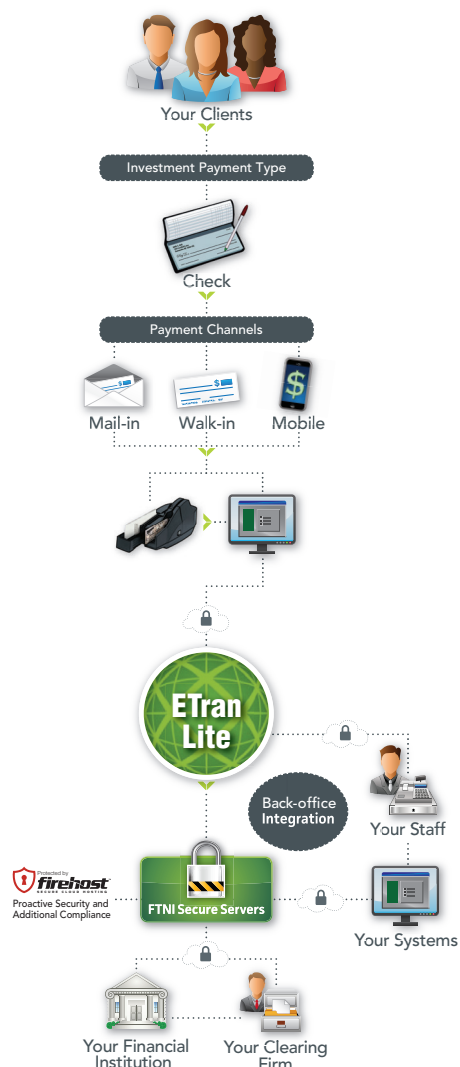 Your Clients
Investment Payment Type
Check
Payment Channels
Mail-in
Walk-in
Mobile
ETran
Lite
Back-office
Integration
Your Staff
Protected by
firehost
SECURE CLOUD HOSTING
Proactive Security and
Additional Compliance
FTNI Secure Servers
Your Systems
Your Financial
Institution
Your Clearing
Firm